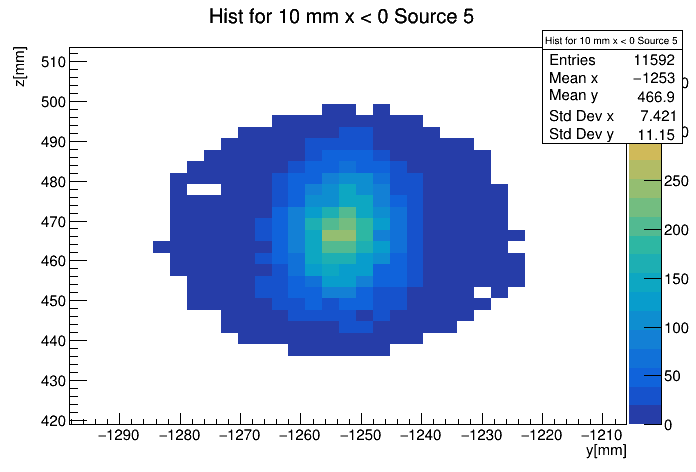 Hist for 10 mm x < 0 Source 5
z[mm]
Hist for 10 mm x < 0 Source 5
Entries 11592
Mean x −1253
Mean y 466.9
Std Dev x 7.421
Std Dev y 11.15
510
500
490
480
470
460
450
440
430
420
−1290 −1280 −1270 −1260 −1250 −1240 −1230 −1220 −1210
y[mm]
250
200
150
100
50
0